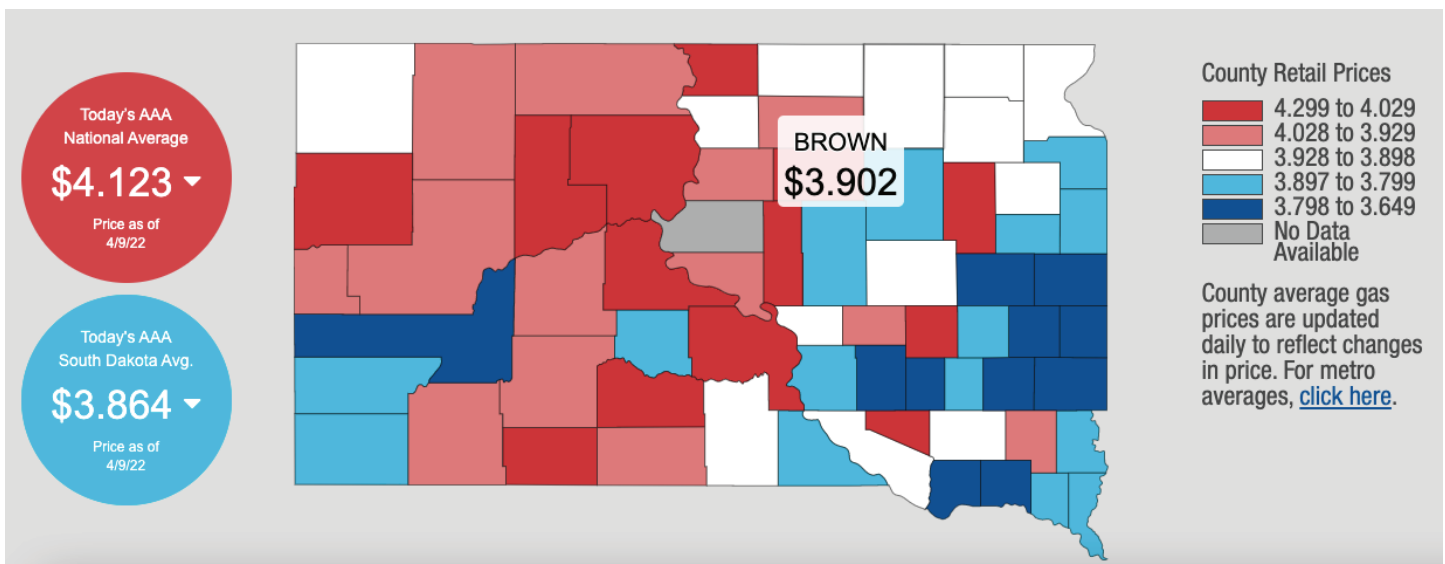 Today's AAA
National Average
$4.123
Price as of
4/9/22
Today's AAA
South Dakota Avg.
$3.864
Price as of
4/9/22
BROWN
$3.902
County Retail Prices
4.299 to 4.029
4.028 to 3.929
3.928 to 3.898
3.897 to 3.799
3.798 to 3.649
No Data
Available
County average gas
prices are updated
daily to reflect changes
in price. For metro
averages, click here.